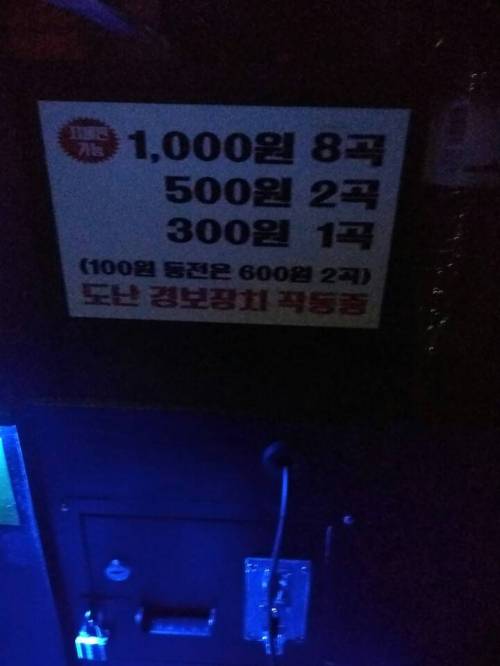 지폐전
가능
1,000원 8곡
500원 2곡
300원 1곡
(100원 동전은 600원 2곡)
도난 경보장치 작동중